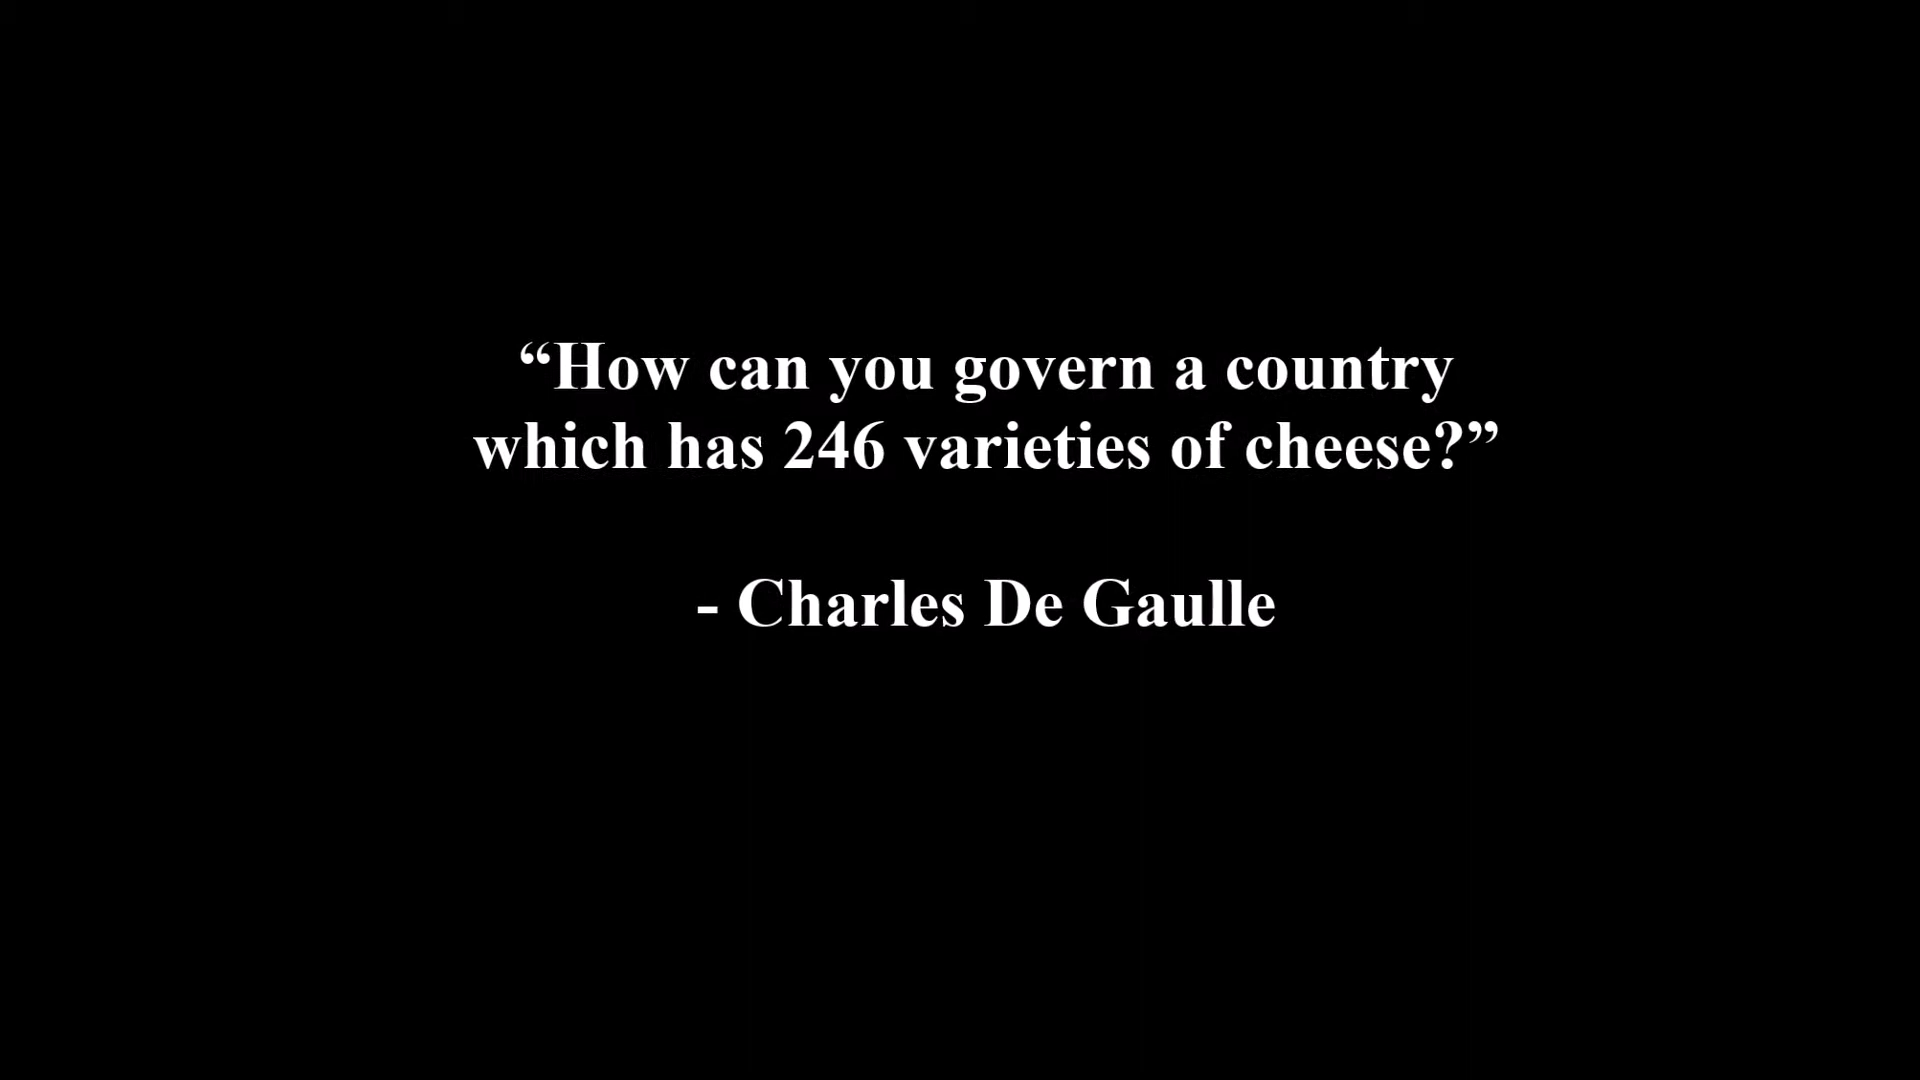 “How can you govern a country
which has 246 varieties of cheese?”
- Charles De Gaulle